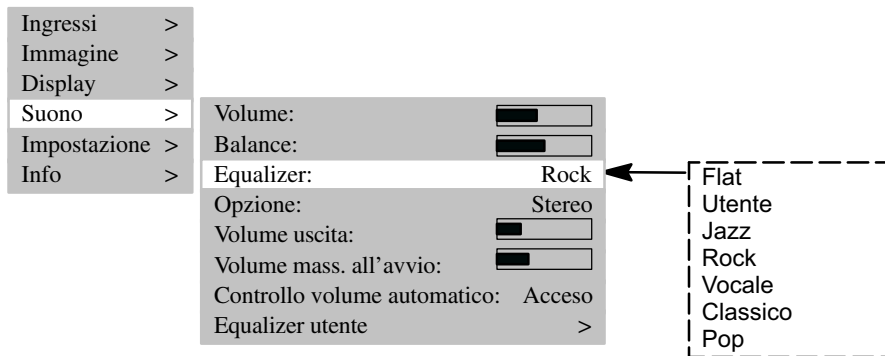 Ingressi >
Immagine >
Display >
Suono >
Impostazione >
Info >
Volume:
Balance:
Equalizer: Rock
Opzione: Stereo
Volume uscita:
Volume mass. all'avvio:
Controllo volume automatico: Acceso
Equalizer utente >
Flat
Utente
Jazz
Rock
Vocale
Classico
Pop